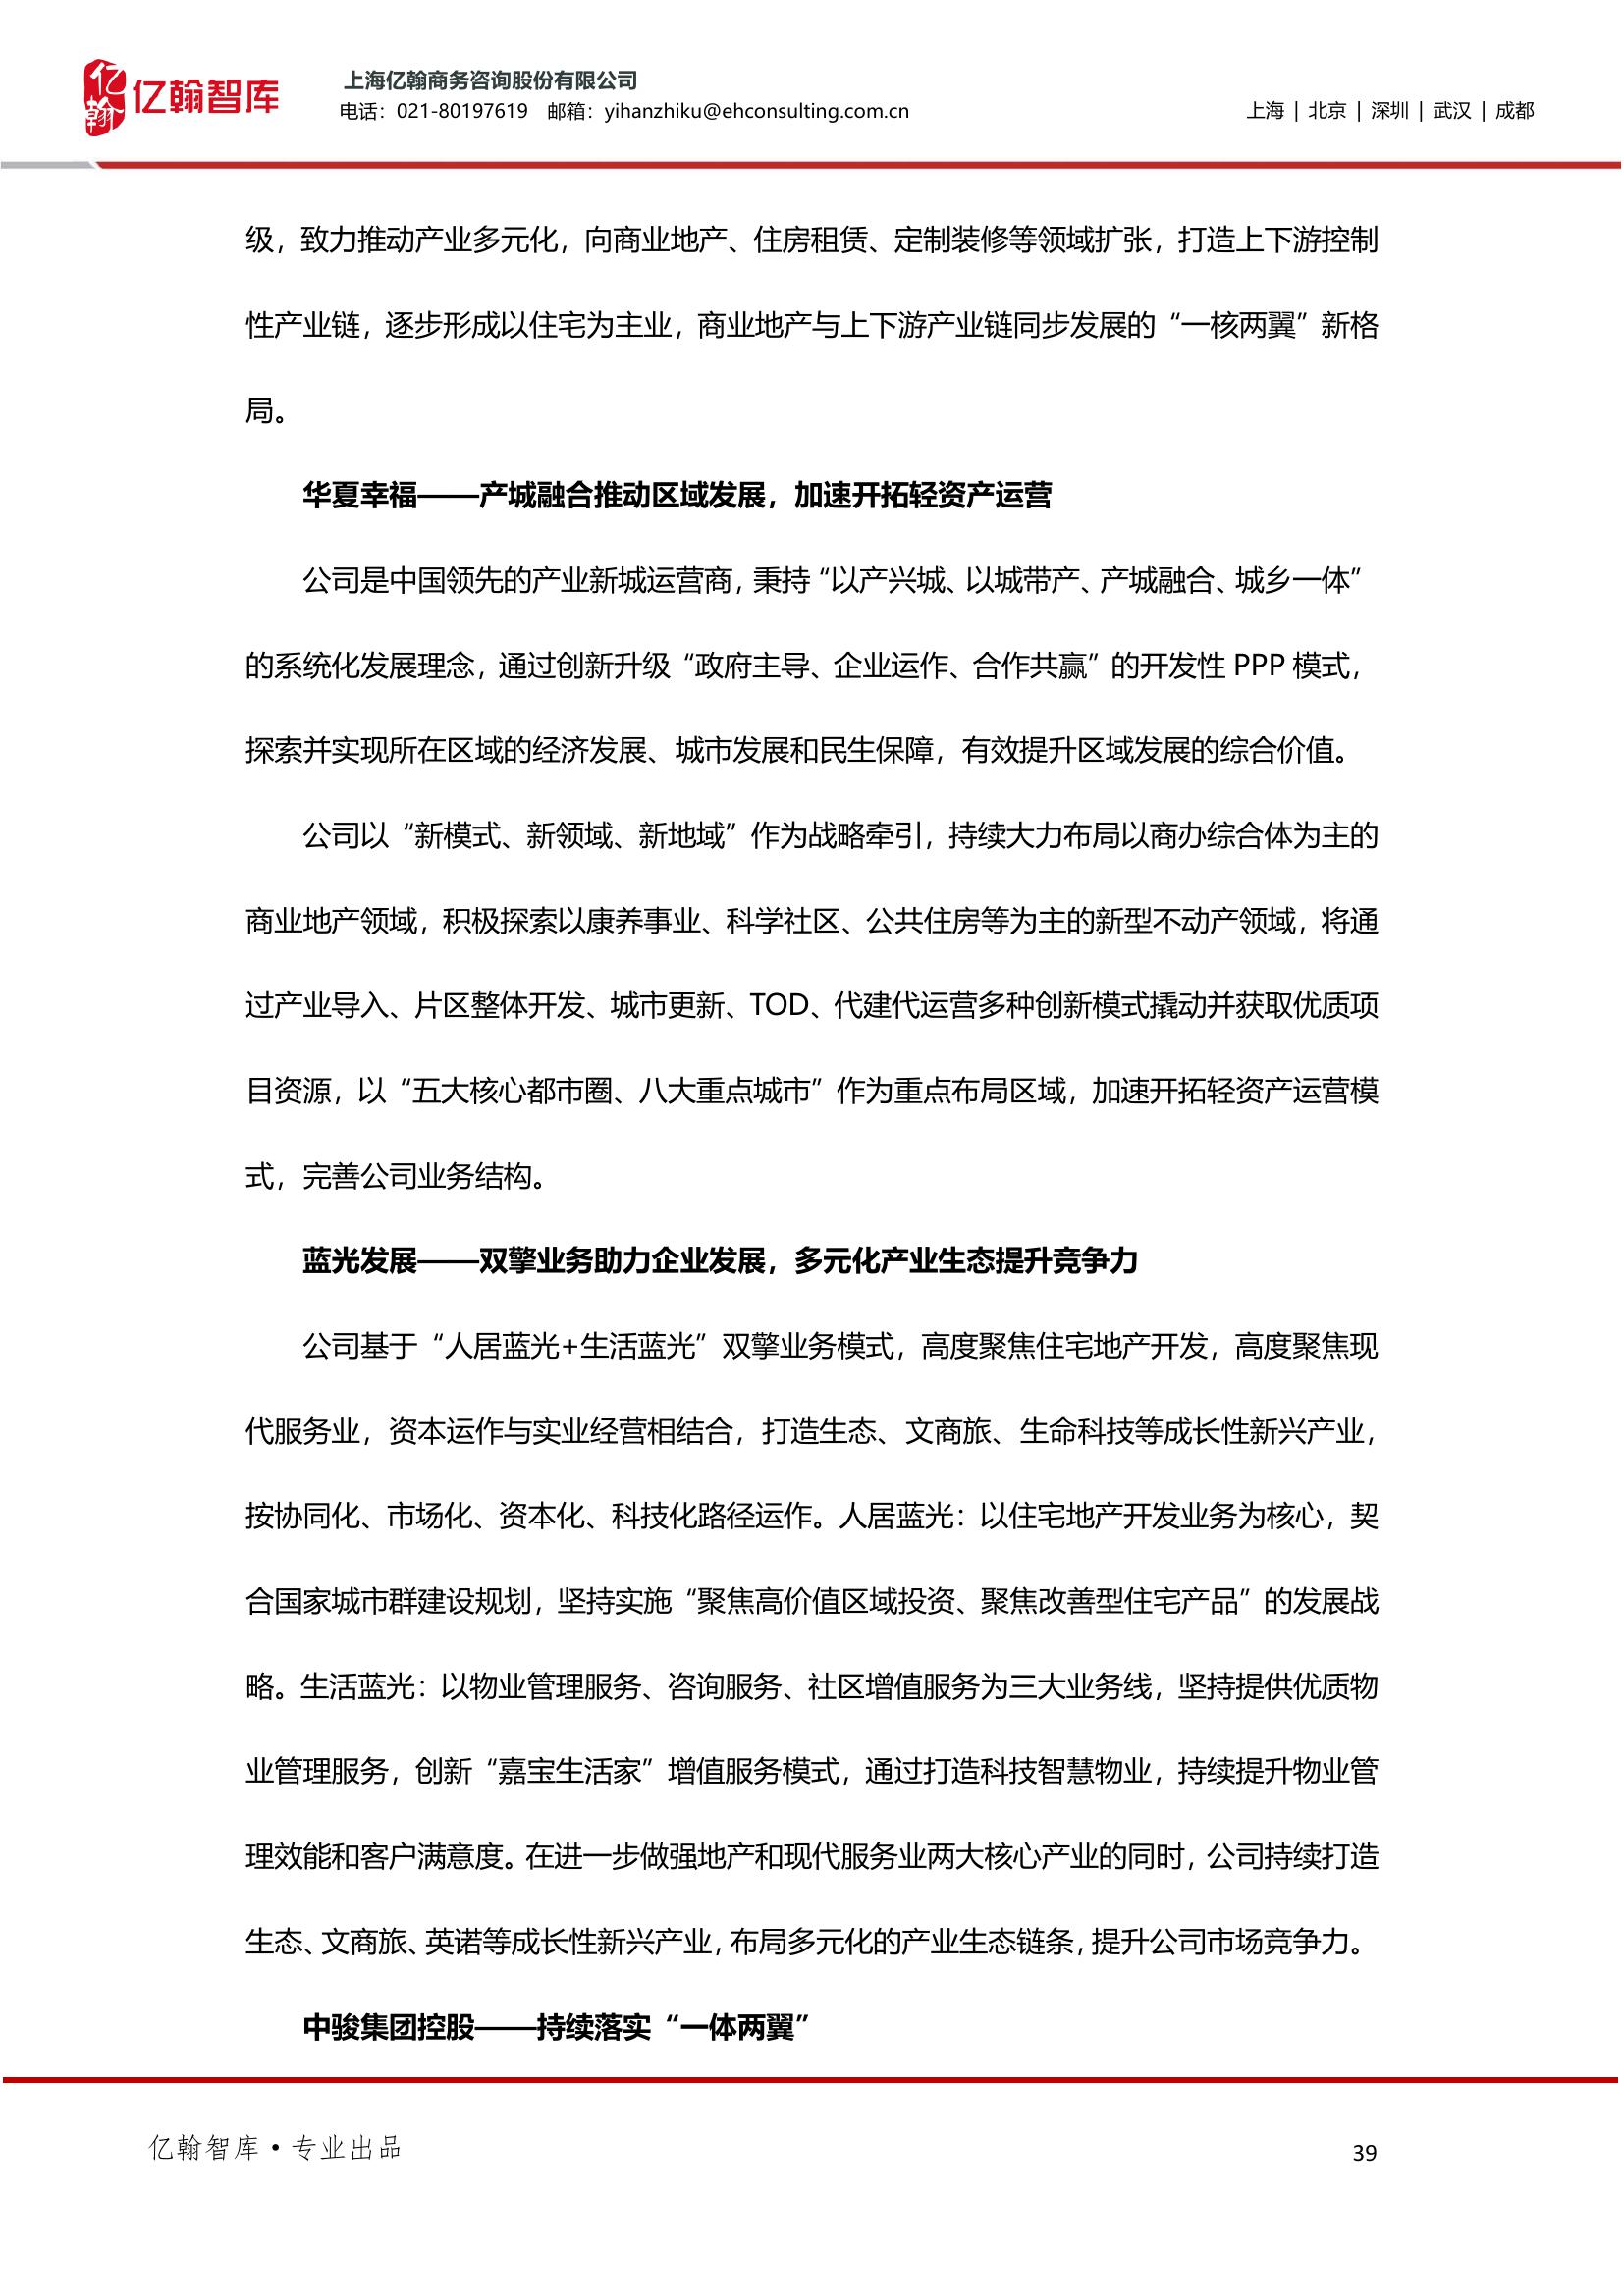 亿翰
亿翰智库
上海亿翰商务咨询股份有限公司
电话：021-80197619 邮箱：yihanzhiku@ehconsulting.com.cn
上海 | 北京 | 深圳 | 武汉 | 成都
级，致力推动产业多元化，向商业地产、住房租赁、定制装修等领域扩张，打造上下游控制
性产业链，逐步形成以住宅为主业，商业地产与上下游产业链同步发展的“一核两翼”新格
局。
华夏幸福——产城融合推动区域发展，加速开拓轻资产运营
公司是中国领先的产业新城运营商，秉持“以产兴城、以城带产、产城融合、城乡一体”
的系统化发展理念，通过创新升级“政府主导、企业运作、合作共赢”的开发性 PPP 模式，
探索并实现所在区域的经济发展、城市发展和民生保障，有效提升区域发展的综合价值。
公司以“新模式、新领域、新地域”作为战略牵引，持续大力布局以商办综合体为主的
商业地产领域，积极探索以康养事业、科学社区、公共住房等为主的新型不动产领域，将通
过产业导入、片区整体开发、城市更新、TOD、代建代运营多种创新模式撬动并获取优质项
目资源，以“五大核心都市圈、八大重点城市”作为重点布局区域，加速开拓轻资产运营模
式，完善公司业务结构。
蓝光发展——双擎业务助力企业发展，多元化产业生态提升竞争力
公司基于“人居蓝光+生活蓝光”双擎业务模式，高度聚焦住宅地产开发，高度聚焦现
代服务业，资本运作与实业经营相结合，打造生态、文商旅、生命科技等成长性新兴产业，
按协同化、市场化、资本化、科技化路径运作。人居蓝光：以住宅地产开发业务为核心，契
合国家城市群建设规划，坚持实施“聚焦高价值区域投资、聚焦改善型住宅产品”的发展战
略。生活蓝光：以物业管理服务、咨询服务、社区增值服务为三大业务线，坚持提供优质物
业管理服务，创新“嘉宝生活家”增值服务模式，通过打造科技智慧物业，持续提升物业管
理效能和客户满意度。在进一步做强地产和现代服务业两大核心产业的同时，公司持续打造
生态、文商旅、英诺等成长性新兴产业，布局多元化的产业生态链条，提升公司市场竞争力。
中骏集团控股——持续落实“一体两翼”
亿翰智库•专业出品
39